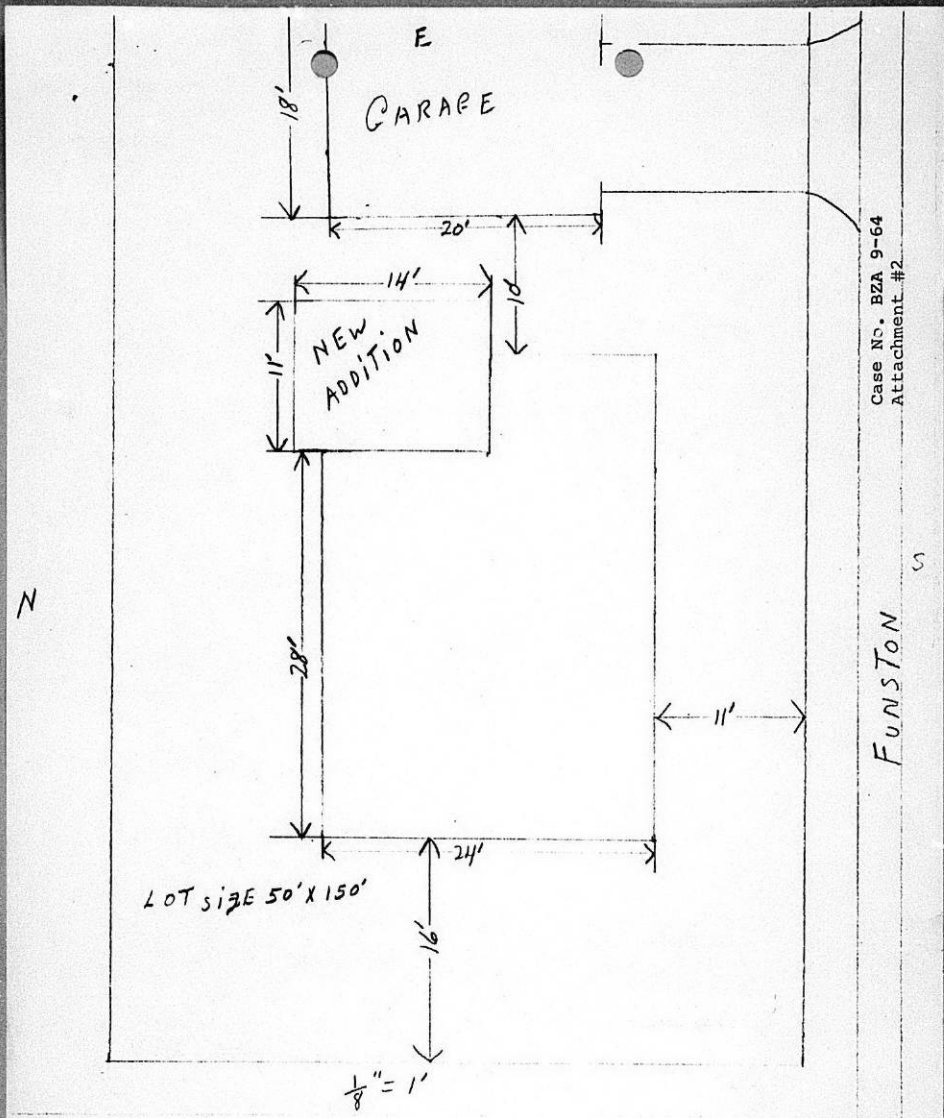 E
GARAGE
18'
20'
14'
10'
NEW
ADDITION
11'
Case No. BZA 9-64
Attachment #2
S
N
28'
FUNSTON
11'
24'
LOT SIZE 50' X 150'
16'
1/8" = 1'